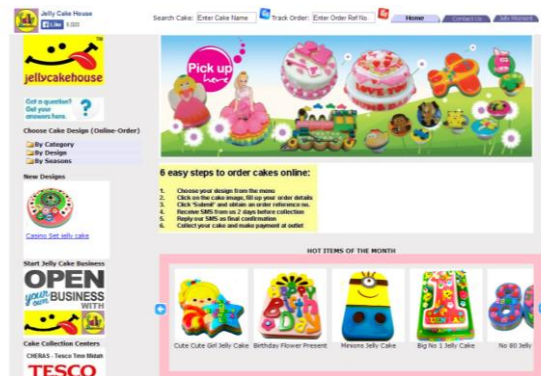 Jelly Cake House
Like
Search Cake: Enter Cake Name Go Track Order: Enter Order Ref No. Go Home Contact Us Jelly Moment
TM
jellycakehouse
Pick up
here
Got a question?
Get your
answers here.
Choose Cake Design (Online-Order)
By Category
By Design
By Seasons
6 easy steps to order cakes online:
1. Choose your design from the menu
2. Click on the cake image, fill up your order details
3. Click 'Submit' and obtain an order reference no.
4. Receive SMS from us 2 days before collection
5. Reply our SMS as final confirmation
6. Collect your cake and make payment at outlet
New Designs
Casino Set jelly cake
HOT ITEMS OF THE MONTH
Start Jelly Cake Business
OPEN
your own BUSINESS
WITH
Cute Cute Girl Jelly Cake Birthday Flower Present Minions Jelly Cake Big No 1 Jelly Cake No 80 Jelly
Cake Collection Centers
CHERAS - Tesco Tmn Midah
TESCO